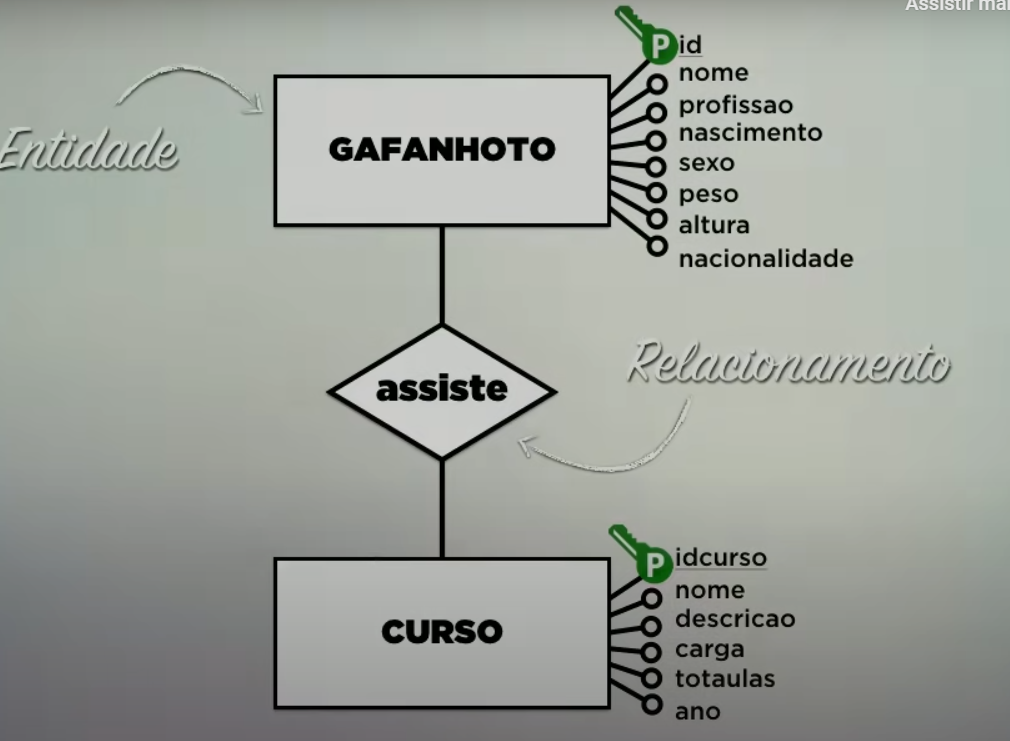 Assistir mai
P id
nome
profissao
nascimento
sexo
peso
altura
nacionalidade
Entidade
GAFANHOTO
assiste
Relacionamento
CURSO
P idcurso
nome
descricao
carga
totaulas
ano